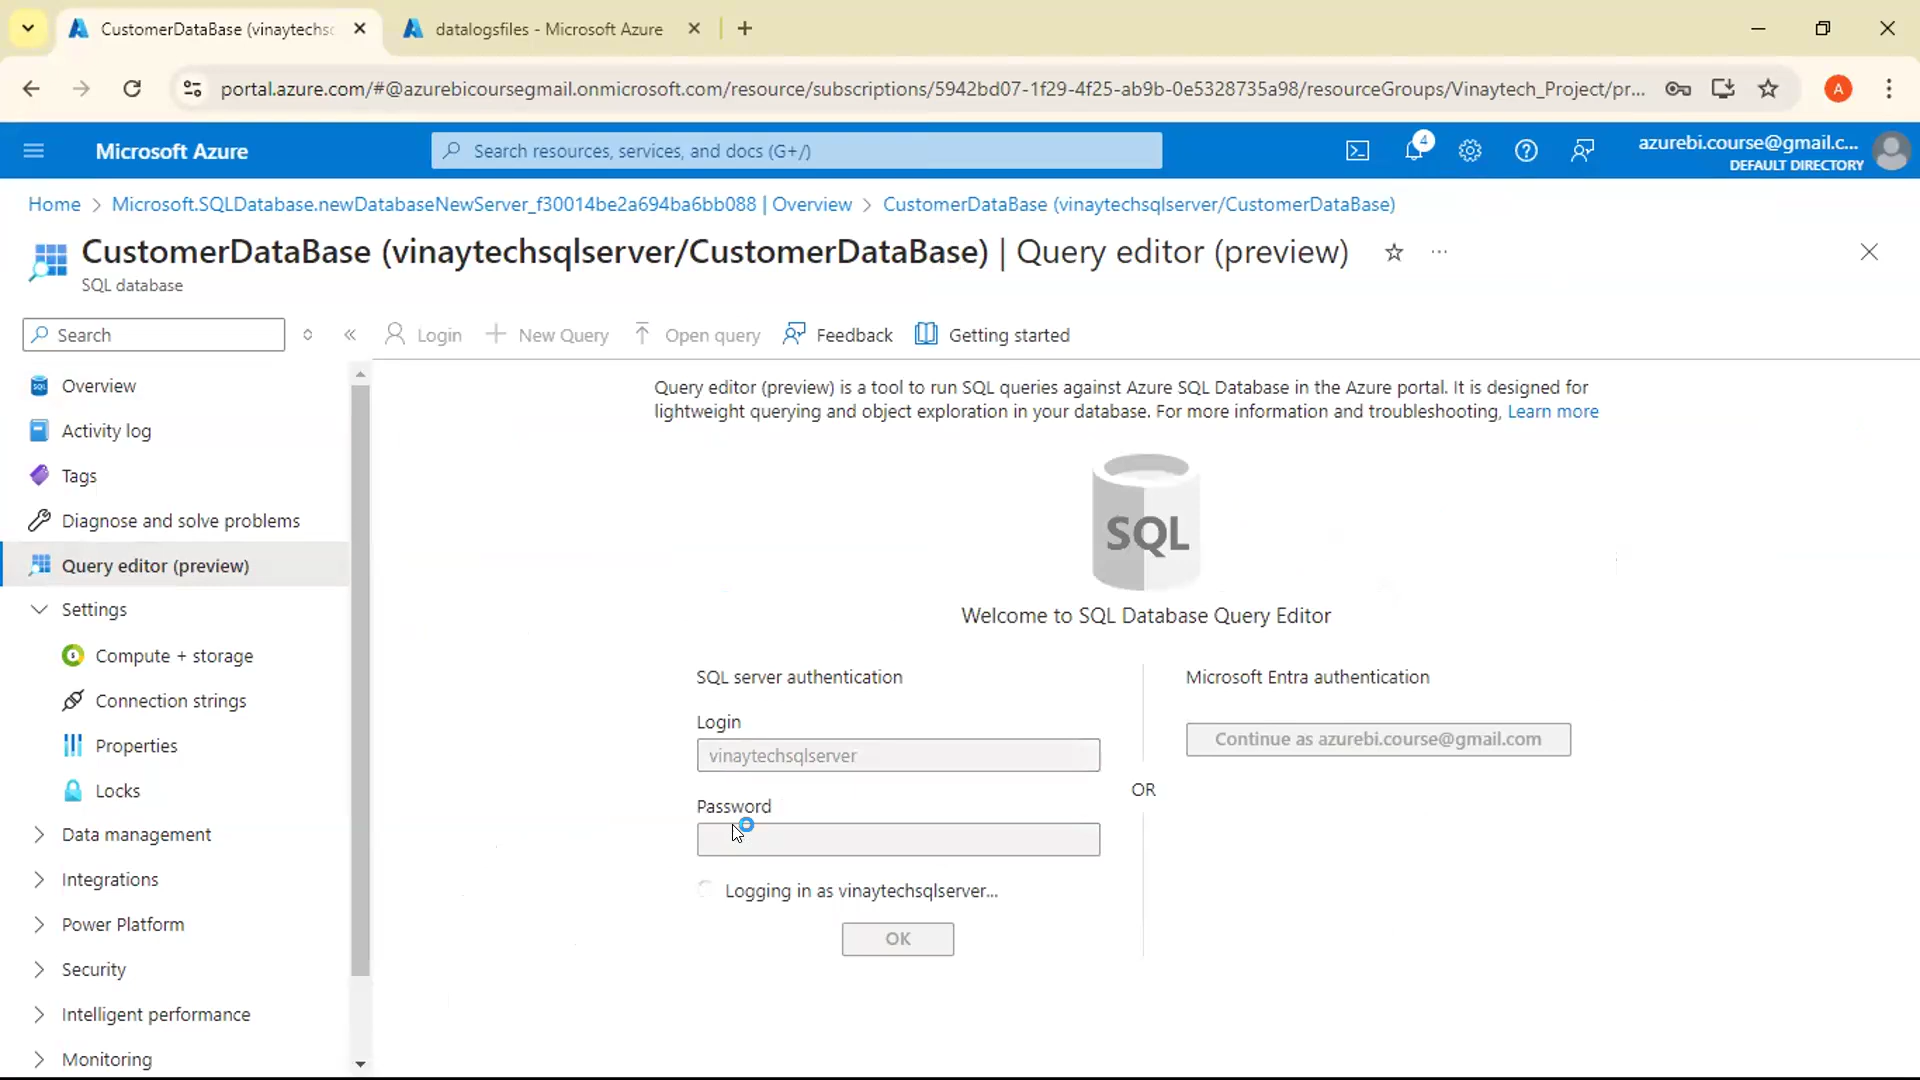 CustomerDataBase (vinaytechsq
datalogsfiles - Microsoft Azure
portal.azure.com/#@azurebicoursegmail.onmicrosoft.com/resource/subscriptions/5942bd07-1f29-4f25-ab9b-0e5328735a98/resourceGroups/Vinaytech_Project/pr...
A
Microsoft Azure
Search resources, services, and docs (G+/)
4
azurebi.course@gmail.c...
DEFAULT DIRECTORY
Home > Microsoft.SQLDatabase.newDatabaseNewServer_f30014be2a694ba6bb088 | Overview > CustomerDataBase (vinaytechsqlserver/CustomerDataBase)
CustomerDataBase (vinaytechsqlserver/CustomerDataBase) | Query editor (preview)
SQL database
Search
Login
New Query
Open query
Feedback
Getting started
Overview
Activity log
Tags
Diagnose and solve problems
Query editor (preview)
Settings
Compute + storage
Connection strings
Properties
Locks
Data management
Integrations
Power Platform
Security
Intelligent performance
Monitoring
Query editor (preview) is a tool to run SQL queries against Azure SQL Database in the Azure portal. It is designed for
lightweight querying and object exploration in your database. For more information and troubleshooting, Learn more
SQL
Welcome to SQL Database Query Editor
SQL server authentication
Login
vinaytechsqlserver
Password
Logging in as vinaytechsqlserver...
OK
OR
Microsoft Entra authentication
Continue as azurebi.course@gmail.com